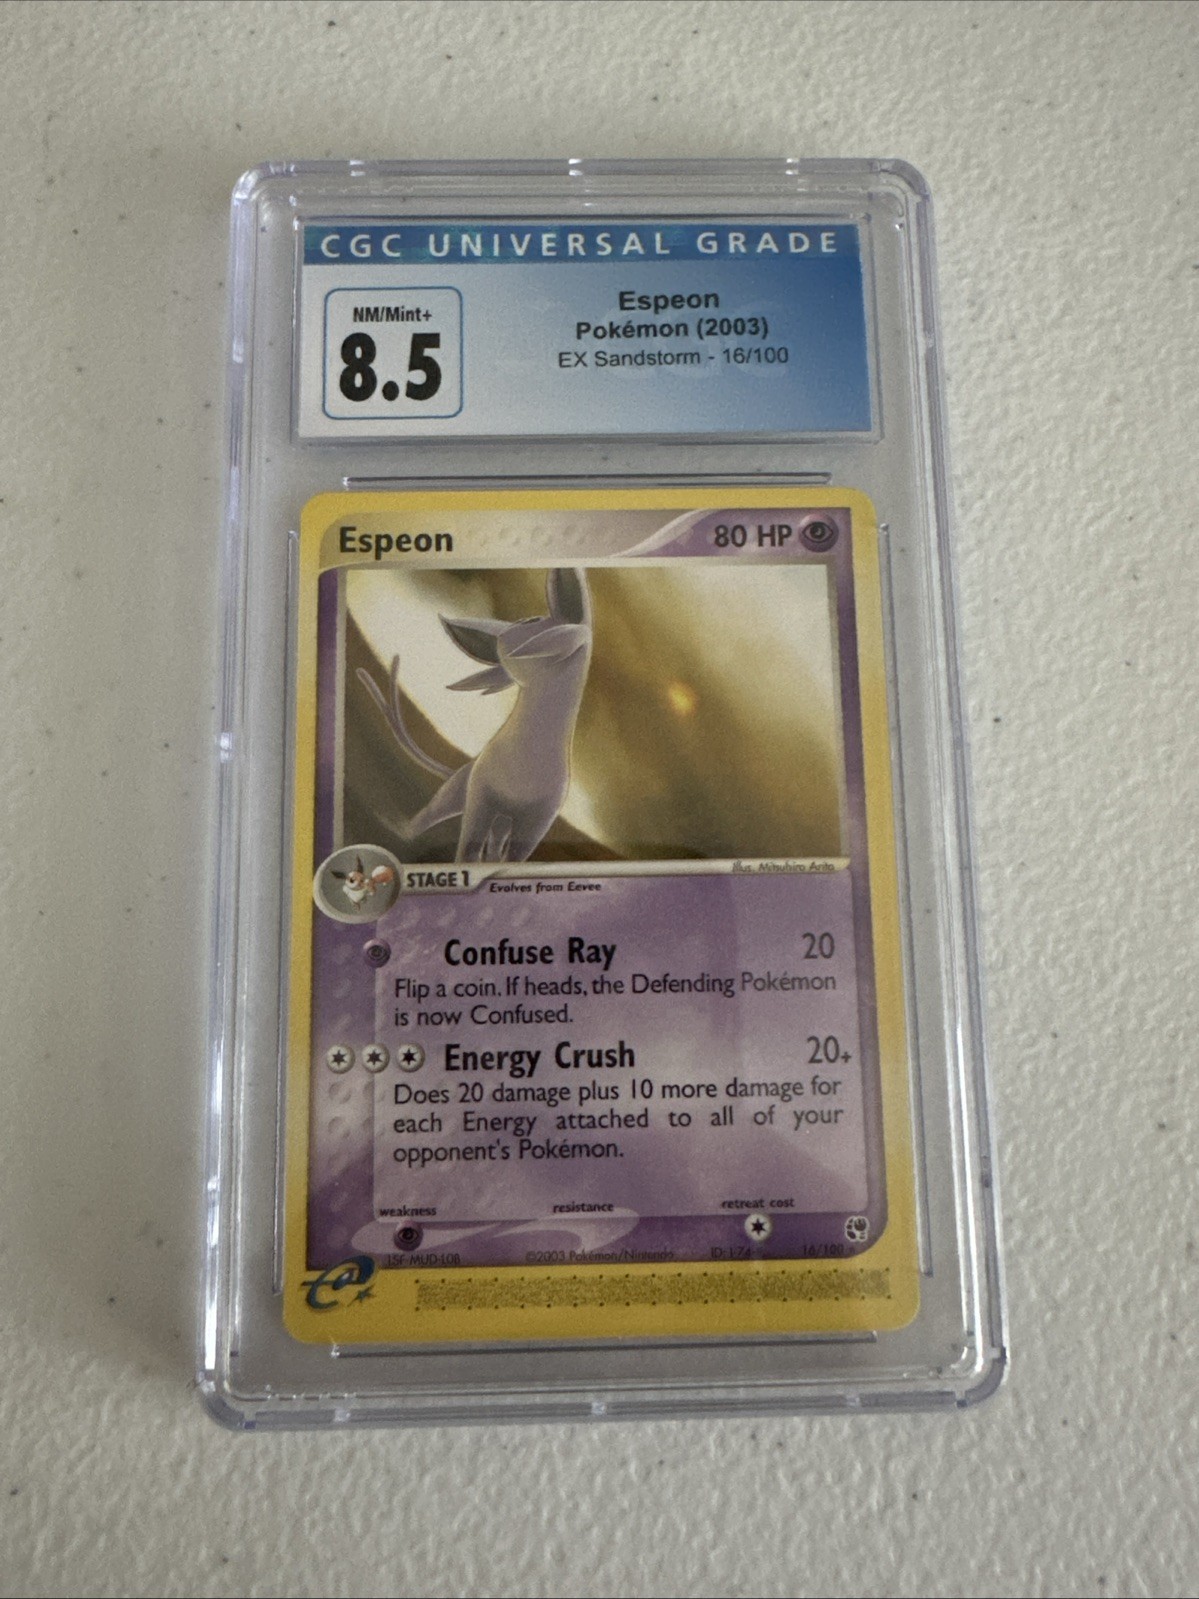 CGC UNIVERSAL GRADE
NM/Mint+
8.5
Espeon
Pokémon (2003)
EX Sandstorm - 16/100
Espeon
80 HP
Illus. Mitsuhiro Arita
STAGE 1
Evolves from Eevee
Confuse Ray 20
Flip a coin. If heads, the Defending Pokémon
is now Confused.
Energy Crush 20+
Does 20 damage plus 10 more damage for
each Energy attached to all of your
opponent's Pokémon.
weakness resistance retreat cost
©2003 Pokémon/Nintendo 16/100